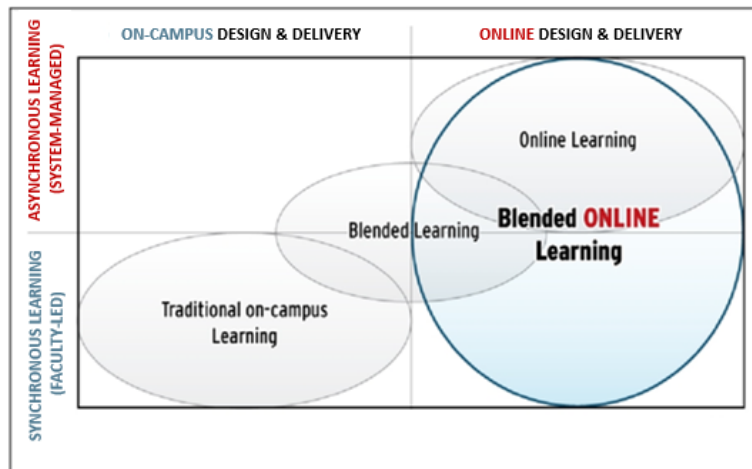 ON-CAMPUS DESIGN & DELIVERY
ONLINE DESIGN & DELIVERY
ASYNCHRONOUS LEARNING
(SYSTEM-MANAGED)
SYNCHRONOUS LEARNING
(FACULTY-LED)
Online Learning
Blended Learning
Blended ONLINE
Learning
Traditional on-campus
Learning